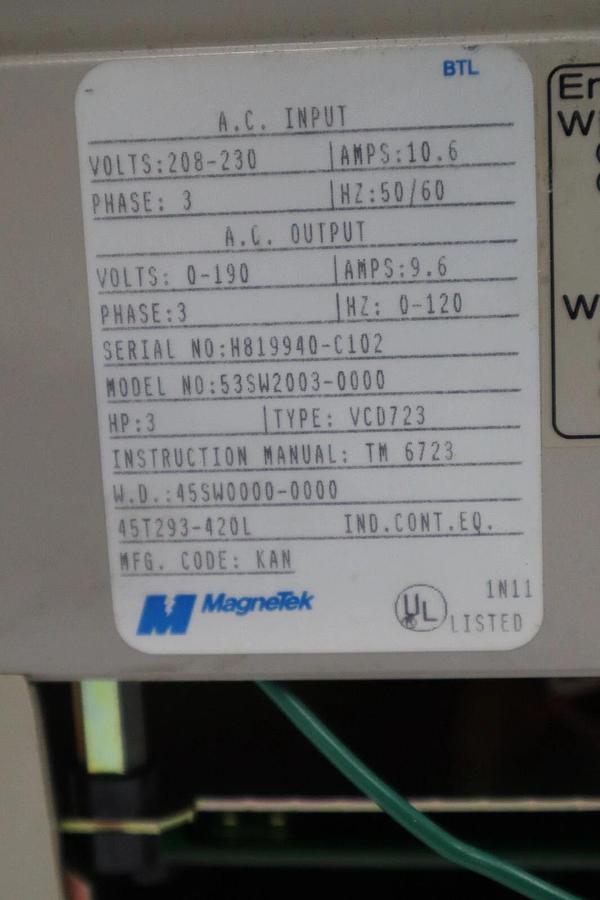 BTL
A.C. INPUT
VOLTS:208-230 AMPS:10.6
PHASE: 3 HZ:50/60
A.C. OUTPUT
VOLTS: 0-190 AMPS:9.6
PHASE:3 HZ: 0-120
SERIAL NO:H819940-C102
MODEL NO:53SW2003-0000
HP:3 TYPE: VCD723
INSTRUCTION MANUAL: TM 6723
W.D.:45SW0000-0000
45T293-420L IND.CONT.EQ.
MFG. CODE: KAN
MagneTek
UL
®
1N11
LISTED